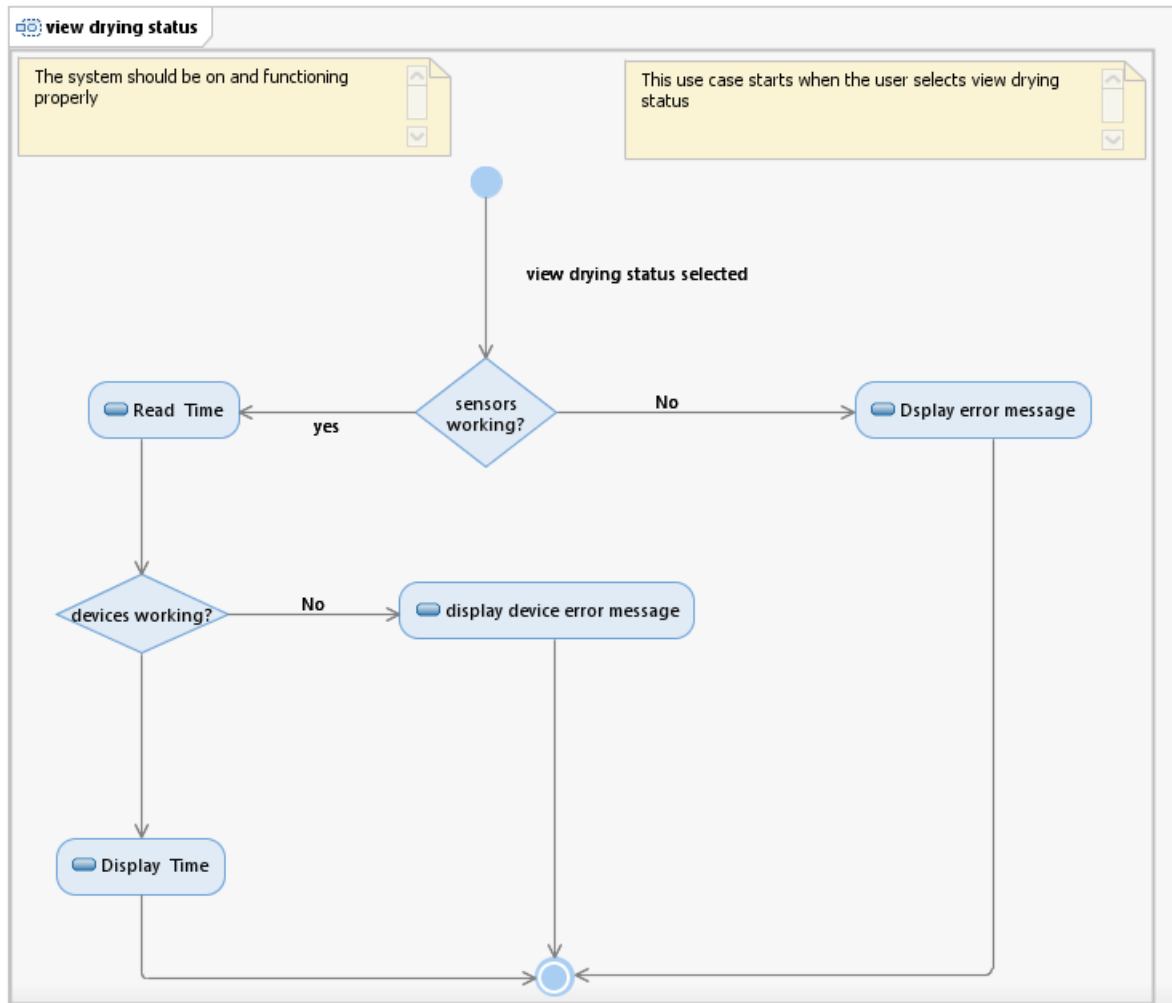 view drying status
The system should be on and functioning
properly
This use case starts when the user selects view drying
status
view drying status selected
sensors
working?
Read  Time
yes
No
Dsplay error message
devices working?
No
display device error message
Display  Time